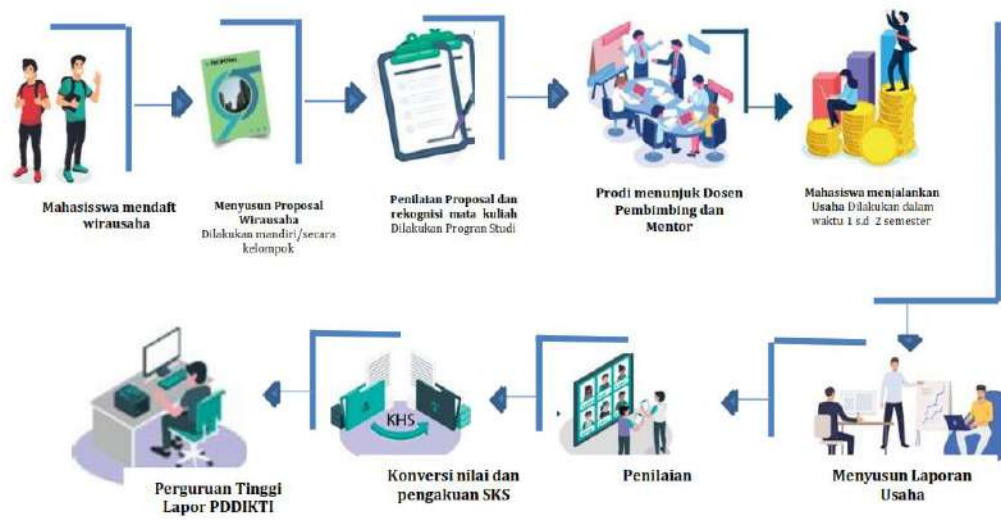 Mahasisswa mendaft
wirausaha
PROPOSAL
Menyusun Proposal
Wirausaha
Dilakukan mandiri/secara
kelompok
Penilaian Proposal dan
rekognisi mata kuliah
Dilakukan Progran Studi
Prodi menunjuk Dosen
Pembimbing dan
Mentor
Mahasiswa menjalankan
Usaha Dilakukan dalam
waktu 1 s.d 2 semester
Perguruan Tinggi
Lapor PDDIKTI
KHS
Konversi nilai dan
pengakuan SKS
Penilaian
Menyusun Laporan
Usaha